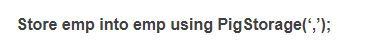 Store emp into emp using PigStorage(‘,’);